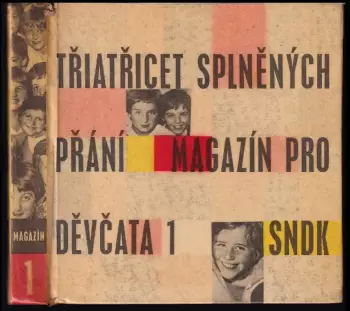 TŘIATŘICET SPLNĚNÝCH
PŘÁNÍ MAGAZÍN PRO
DĚVČATA 1 SNDK
MAGAZÍN
1